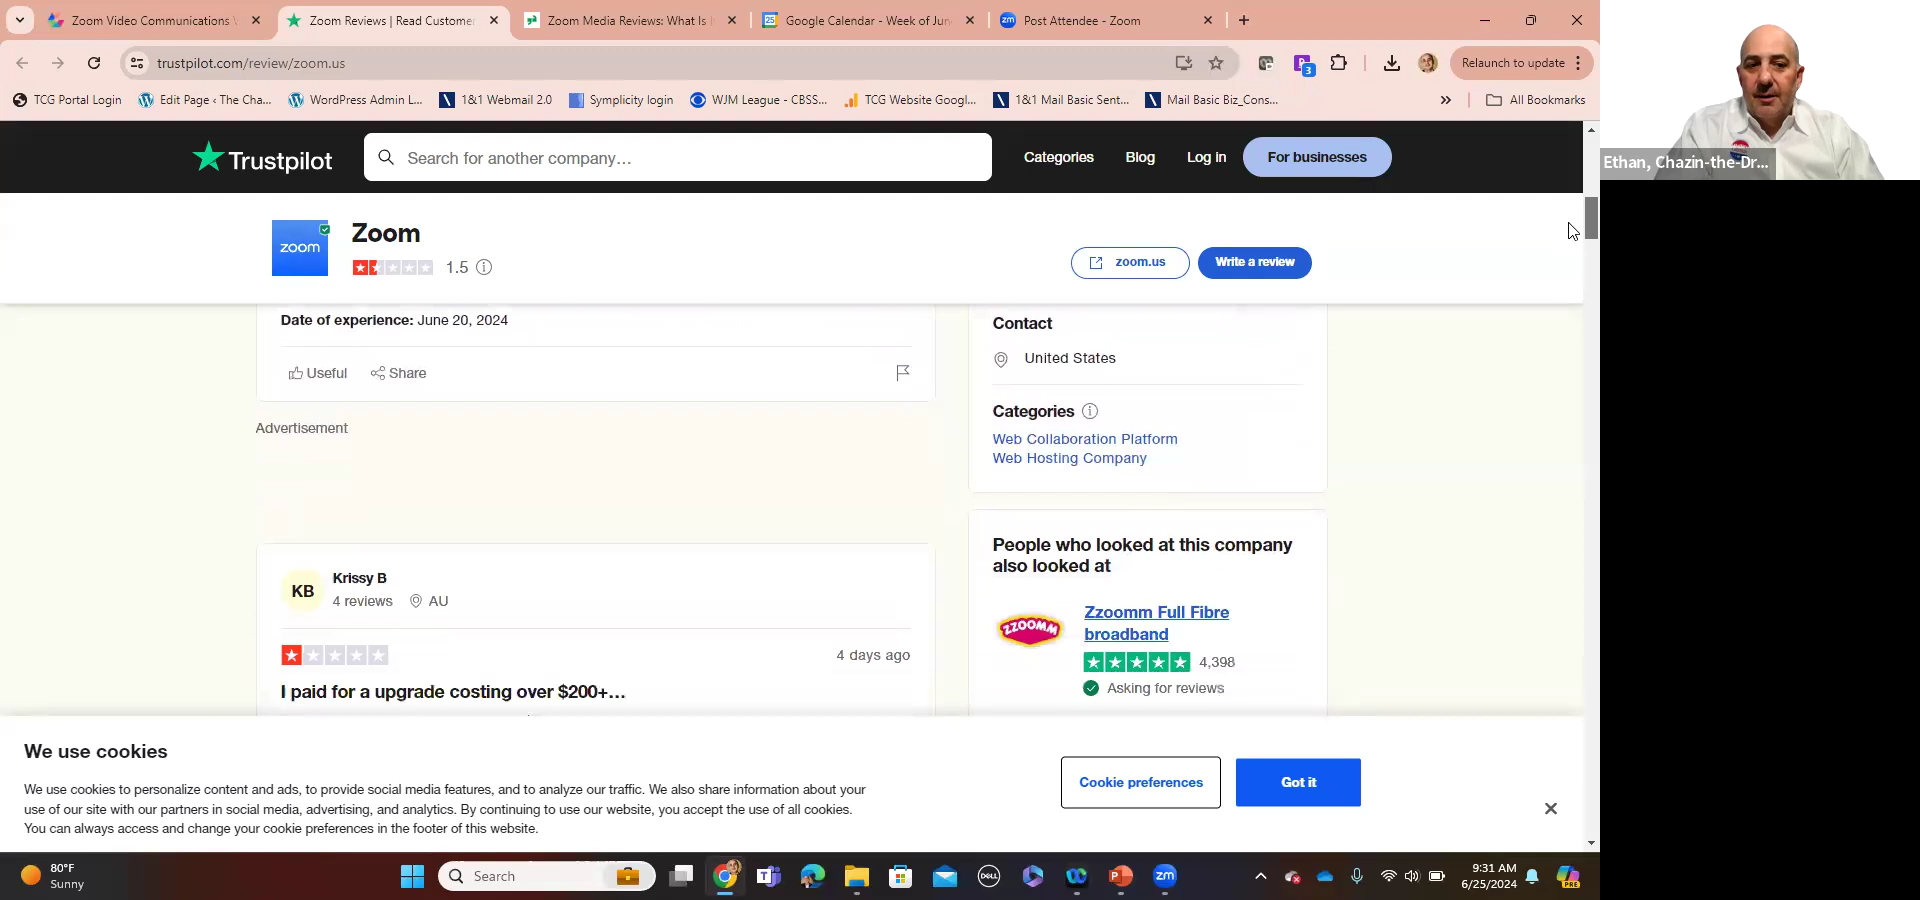 Zoom Video Communications
Zoom Reviews | Read Customer
Zoom Media Reviews: What Is
Google Calendar - Week of Jun
Post Attendee - Zoom
trustpilot.com/review/zoom.us
3
Relaunch to update
TCG Portal Login
Edit Page ‹ The Cha...
WordPress Admin L...
1&1 Webmail 2.0
Symplicity login
WJM League - CBSS...
TCG Website Googl...
1&1 Mail Basic Sent...
Mail Basic Biz_Cons...
All Bookmarks
Trustpilot
Search for another company...
Categories
Blog
Log in
For businesses
Ethan, Chazin-the-Dr...
zoom
Zoom
1.5
zoom.us
Write a review
Date of experience: June 20, 2024
Useful
Share
Advertisement
Contact
United States
Categories
Web Collaboration Platform
Web Hosting Company
People who looked at this company
also looked at
ZZOOMM
Zzoomm Full Fibre
broadband
4,398
Asking for reviews
KB
Krissy B
4 reviews
AU
4 days ago
I paid for a upgrade costing over $200+...
We use cookies
We use cookies to personalize content and ads, to provide social media features, and to analyze our traffic. We also share information about your
use of our site with our partners in social media, advertising, and analytics. By continuing to use our website, you accept the use of all cookies.
You can always access and change your cookie preferences in the footer of this website.
Cookie preferences
Got it
80°F
Sunny
Search
DELL
zm
9:31 AM
6/25/2024
PRE